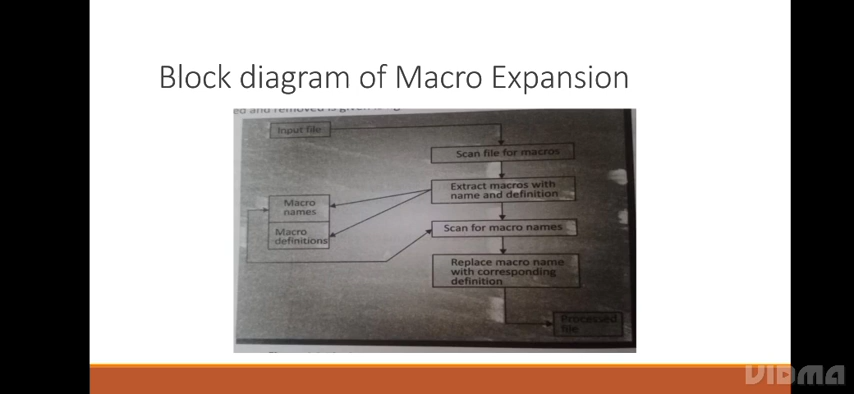 Block diagram of Macro Expansion
Input file
Scan file for macros
Extract macros with
name and definition
Macro
names
Macro
definitions
Scan for macro names
Replace macro name
with corresponding
definition
Processed
file
VIDMA